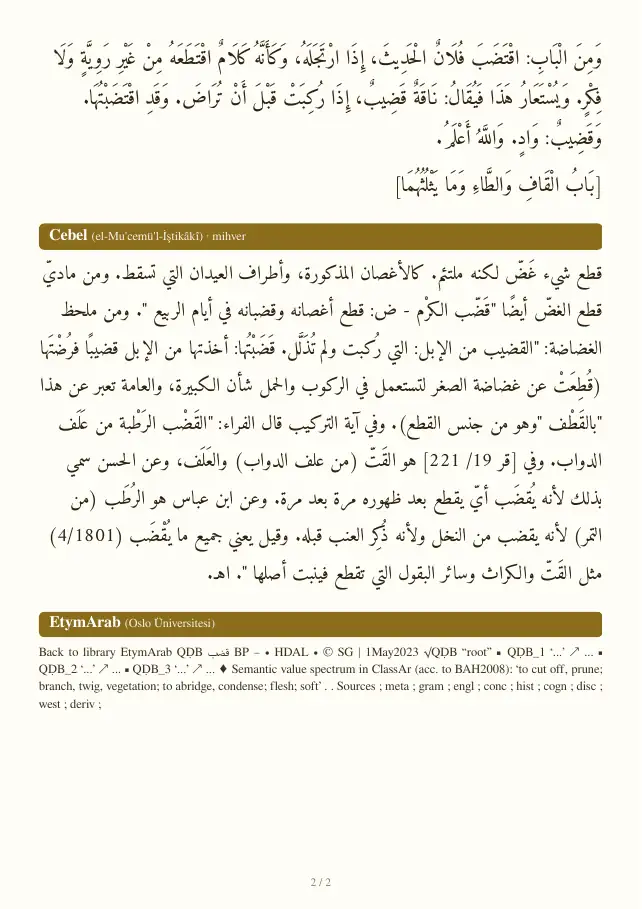 وَمِنَ الْبَابِ: اقْتَضَبَ فُلَانٌ الْحَدِيثَ، إِذَا ارْتَجَلَهُ، وَكَأَنَّهُ كَلَامٌ اقْتَطَعَهُ مِنْ غَيْرِ رَوِيَّةٍ وَلَا
فِكْرٍ. وَيُسْتَعَارُ هَذَا فَيُقَالُ: نَاقَةٌ قَضِيبٌ، إِذَا رُكِبَتْ قَبْلَ أَنْ تُرَاضَ. وَقَدِ اقْتَضَبْتُهَا.
وَقَضِيبٌ: وَادٍ. وَاللَّهُ أَعْلَمُ.
[بَابُ الْقَافِ وَالطَّاءِ وَمَا يَثْلُثُهُمَا]
Cebel (el-Mu'cemü'l-İştikâkî) · mihver
قطع شيء غَضّ لكنه ملتئم. كالأغصان المذكورة، وأطراف العيدان التي تسقط. ومن ماديّ
قطع الغضّ أيضًا "قَضّب الكَرْم - ض: قطع أغصانه وقضبانه في أيام الربيع ". ومن ملحظ
الغضاضة: "القضيب من الإبل: التي رُكبت ولم تُذَلَّل. قَضَبْتُها: أخذتها من الإبل قضيبًا فرُضْتَها
(قُطِعَتْ عن غضاضة الصغر لتستعمل في الركوب والحمل شأن الكبيرة، والعامة تعبر عن هذا
"بالقَطْف "وهو من جنس القطع). وفي آية التركيب قال الفراء: "القَضْب الرَطْبة من عَلَف
الدواب. وفي [قر 19/ 221] هو القَتّ (من علف الدواب) والعَلَف، وعن الحسن سمي
بذلك لأنه يُقضَب أيّ يقطع بعد ظهوره مرة بعد مرة. وعن ابن عباس هو الرُطَب (من
التمر) لأنه يقضب من النخل ولأنه ذُكِر العنب قبله. وقيل يعني جميع ما يُقْضَب (4/1801)
مثل القَتّ والكراث وسائر البقول التي تقطع فينبت أصلها ". اهـ.
EtymArab (Oslo Üniversitesi)
Back to library EtymArab QḌB قضب BP – • HDAL • © SG | 1May2023 √QḌB “root” ▪ QḌB_1 ‘...’ ↗ ... ▪
QḌB_2 ‘...’ ↗ ... ▪ QḌB_3 ‘...’ ↗ ... ♦ Semantic value spectrum in ClassAr (acc. to BAH2008): ‘to cut off, prune;
branch, twig, vegetation; to abridge, condense; flesh; soft’ . . Sources ; meta ; gram ; engl ; conc ; hist ; cogn ; disc ;
west ; deriv ;
2 / 2